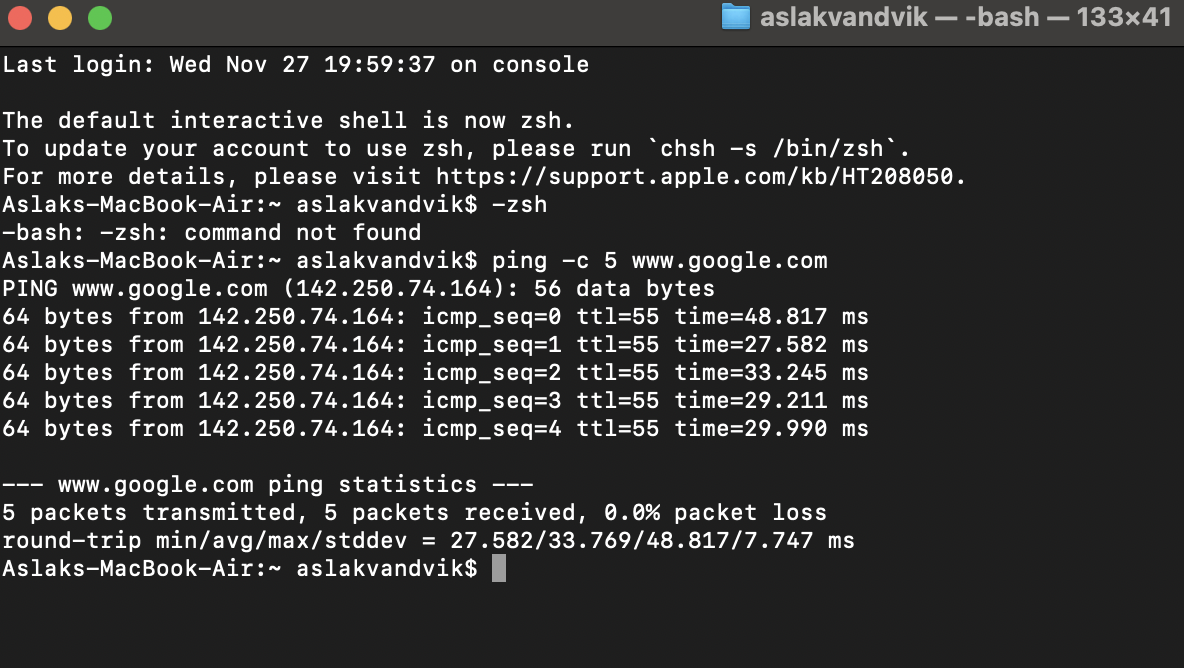 aslakvandvik — -bash — 133×41
Last login: Wed Nov 27 19:59:37 on console
The default interactive shell is now zsh.
To update your account to use zsh, please run `chsh -s /bin/zsh`.
For more details, please visit https://support.apple.com/kb/HT208050.
Aslaks-MacBook-Air:~ aslakvandvik$ -zsh
-bash: -zsh: command not found
Aslaks-MacBook-Air:~ aslakvandvik$ ping -c 5 www.google.com
PING www.google.com (142.250.74.164): 56 data bytes
64 bytes from 142.250.74.164: icmp_seq=0 ttl=55 time=48.817 ms
64 bytes from 142.250.74.164: icmp_seq=1 ttl=55 time=27.582 ms
64 bytes from 142.250.74.164: icmp_seq=2 ttl=55 time=33.245 ms
64 bytes from 142.250.74.164: icmp_seq=3 ttl=55 time=29.211 ms
64 bytes from 142.250.74.164: icmp_seq=4 ttl=55 time=29.990 ms
--- www.google.com ping statistics ---
5 packets transmitted, 5 packets received, 0.0% packet loss
round-trip min/avg/max/stddev = 27.582/33.769/48.817/7.747 ms
Aslaks-MacBook-Air:~ aslakvandvik$